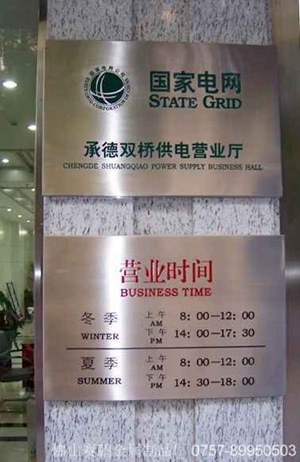 国家电网
STATE GRID
承德双桥供电营业厅
CHENGDE SHUANGQIAO POWER SUPPLY BUSINESS HALL
营业时间
BUSINESS TIME
冬季 上午 8:00—12:00
WINTER AM
下午 14:00—17:30
PM
夏季 上午 8:00—12:00
SUMMER AM
下午 14:30—18:00
PM
0757-89950503